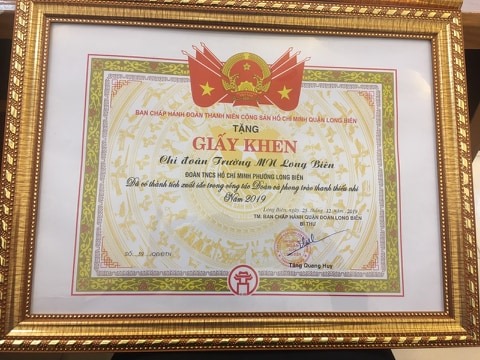 BAN CHẤP HÀNH ĐOÀN THANH NIÊN CỘNG SẢN HỒ CHÍ MINH QUẬN LONG BIÊN
TẶNG
GIẤY KHEN
Chi đoàn Trường MN Long Biên
ĐOÀN TNCS HỒ CHÍ MINH PHƯỜNG LONG BIÊN
Đã có thành tích xuất sắc trong công tác Đoàn và phong trào thanh thiếu nhi
Năm 2019
Long Biên, ngày 25 tháng 12 năm 2019
TM. BAN CHẤP HÀNH QUẬN ĐOÀN LONG BIÊN
BÍ THƯ
SỐ: /QĐĐTN
Tăng Quang Huy